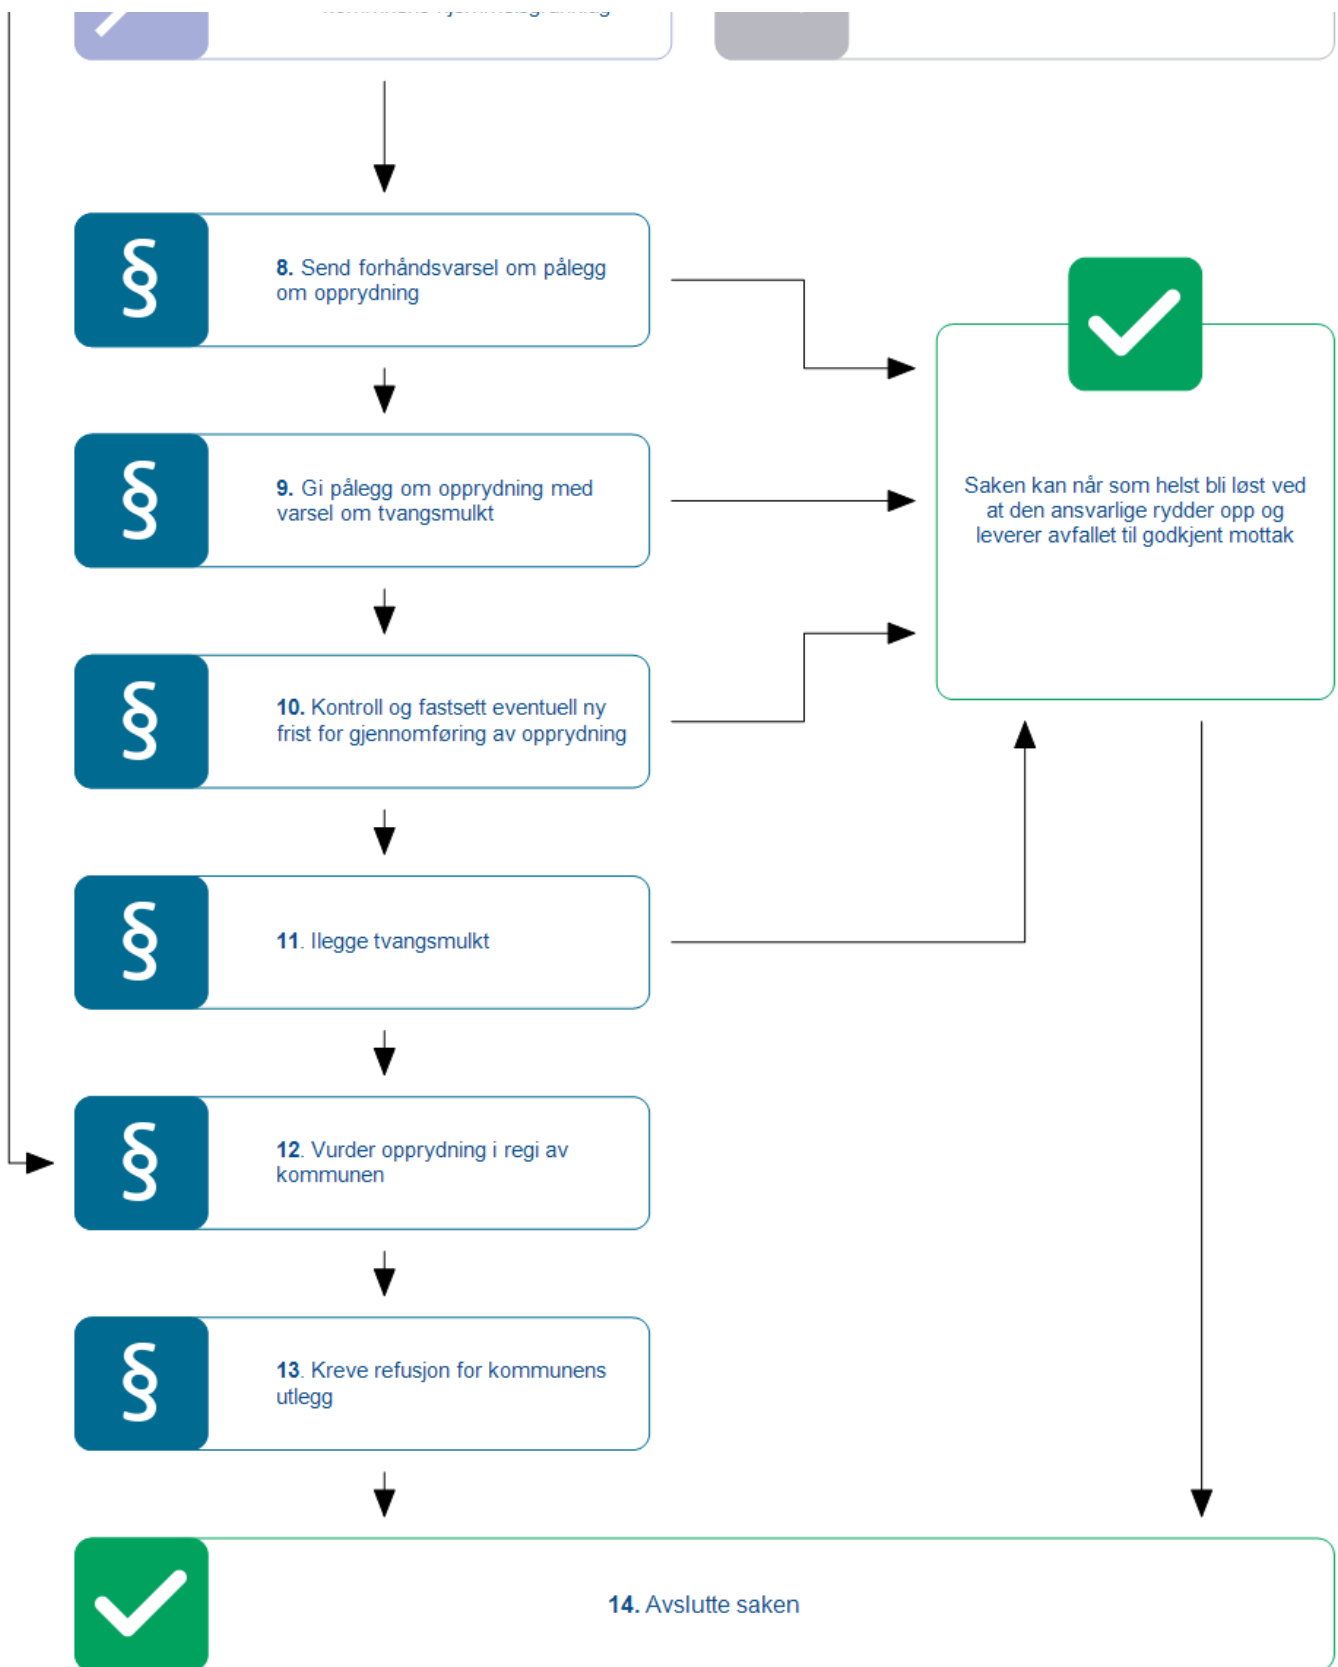 8. Send forhåndsvarsel om pålegg
om opprydning
§
9. Gi pålegg om opprydning med
varsel om tvangsmulkt
§
Saken kan når som helst bli løst ved
at den ansvarlige rydder opp og
leverer avfallet til godkjent mottak
10. Kontroll og fastsett eventuell ny
frist for gjennomføring av opprydning
§
11. Ilegge tvangsmulkt
§
12. Vurder opprydning i regi av
kommunen
§
13. Kreve refusjon for kommunens
utlegg
§
14. Avslutte saken